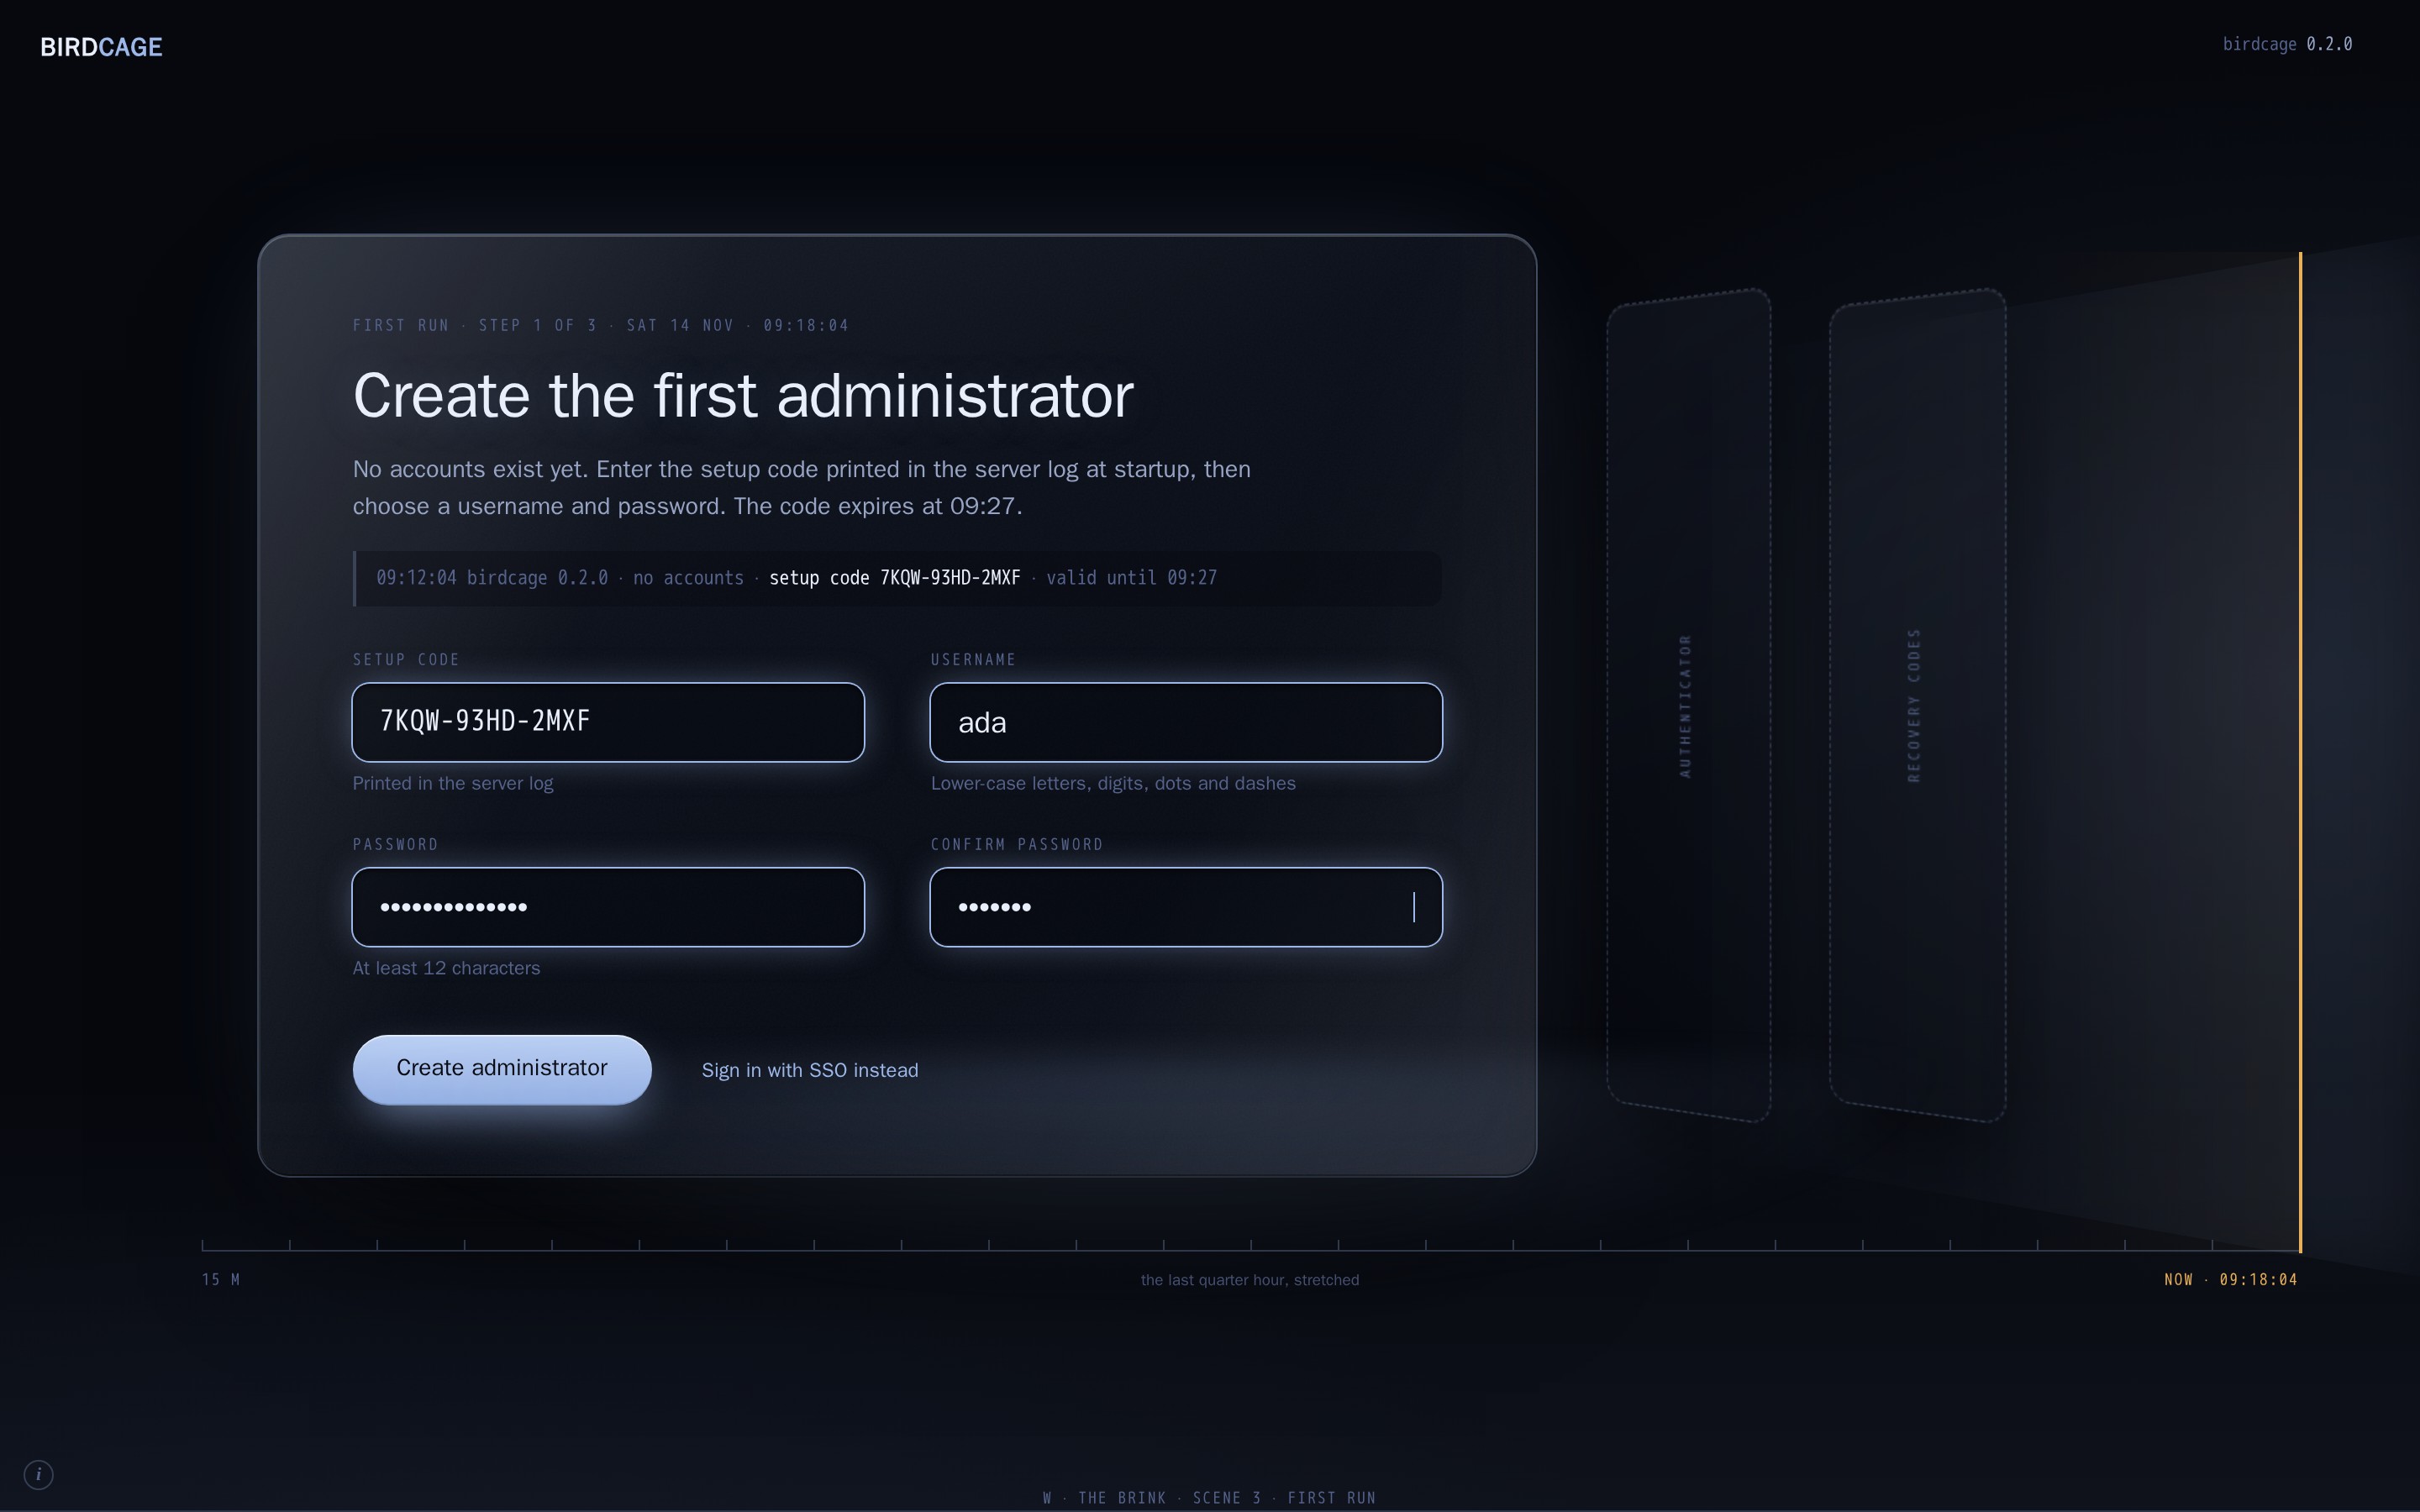 BIRDCAGE
birdcage 0.2.0
FIRST RUN · STEP 1 OF 3 · SAT 14 NOV · 09:18:04
Create the first administrator
No accounts exist yet. Enter the setup code printed in the server log at startup, then
choose a username and password. The code expires at 09:27.
09:12:04 birdcage 0.2.0 · no accounts · setup code 7KQW-93HD-2MXF · valid until 09:27
SETUP CODE
7KQW-93HD-2MXF
Printed in the server log
USERNAME
ada
Lower-case letters, digits, dots and dashes
PASSWORD
••••••••••••••
At least 12 characters
CONFIRM PASSWORD
•••••••
Create administrator
Sign in with SSO instead
AUTHENTICATOR
RECOVERY CODES
15 M
the last quarter hour, stretched
NOW · 09:18:04
i
W · THE BRINK · SCENE 3 · FIRST RUN